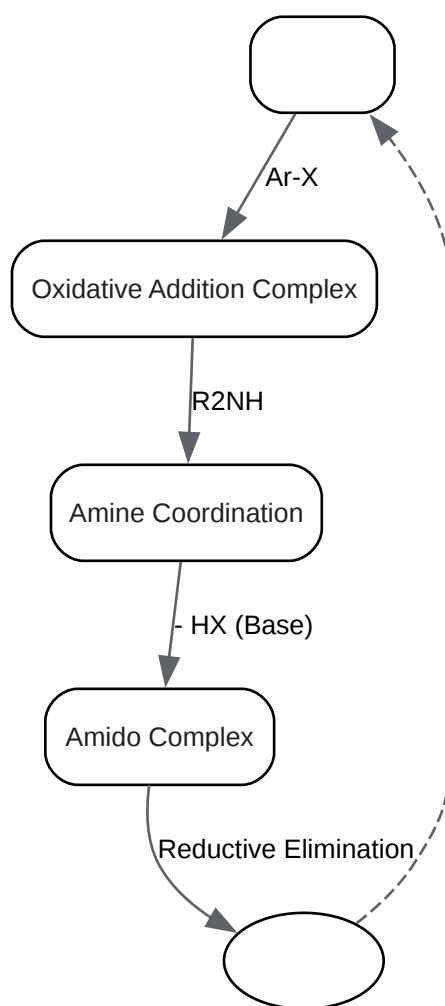 Ar-X
Oxidative Addition Complex
R2NH
Amine Coordination
- HX (Base)
Amido Complex
Reductive Elimination